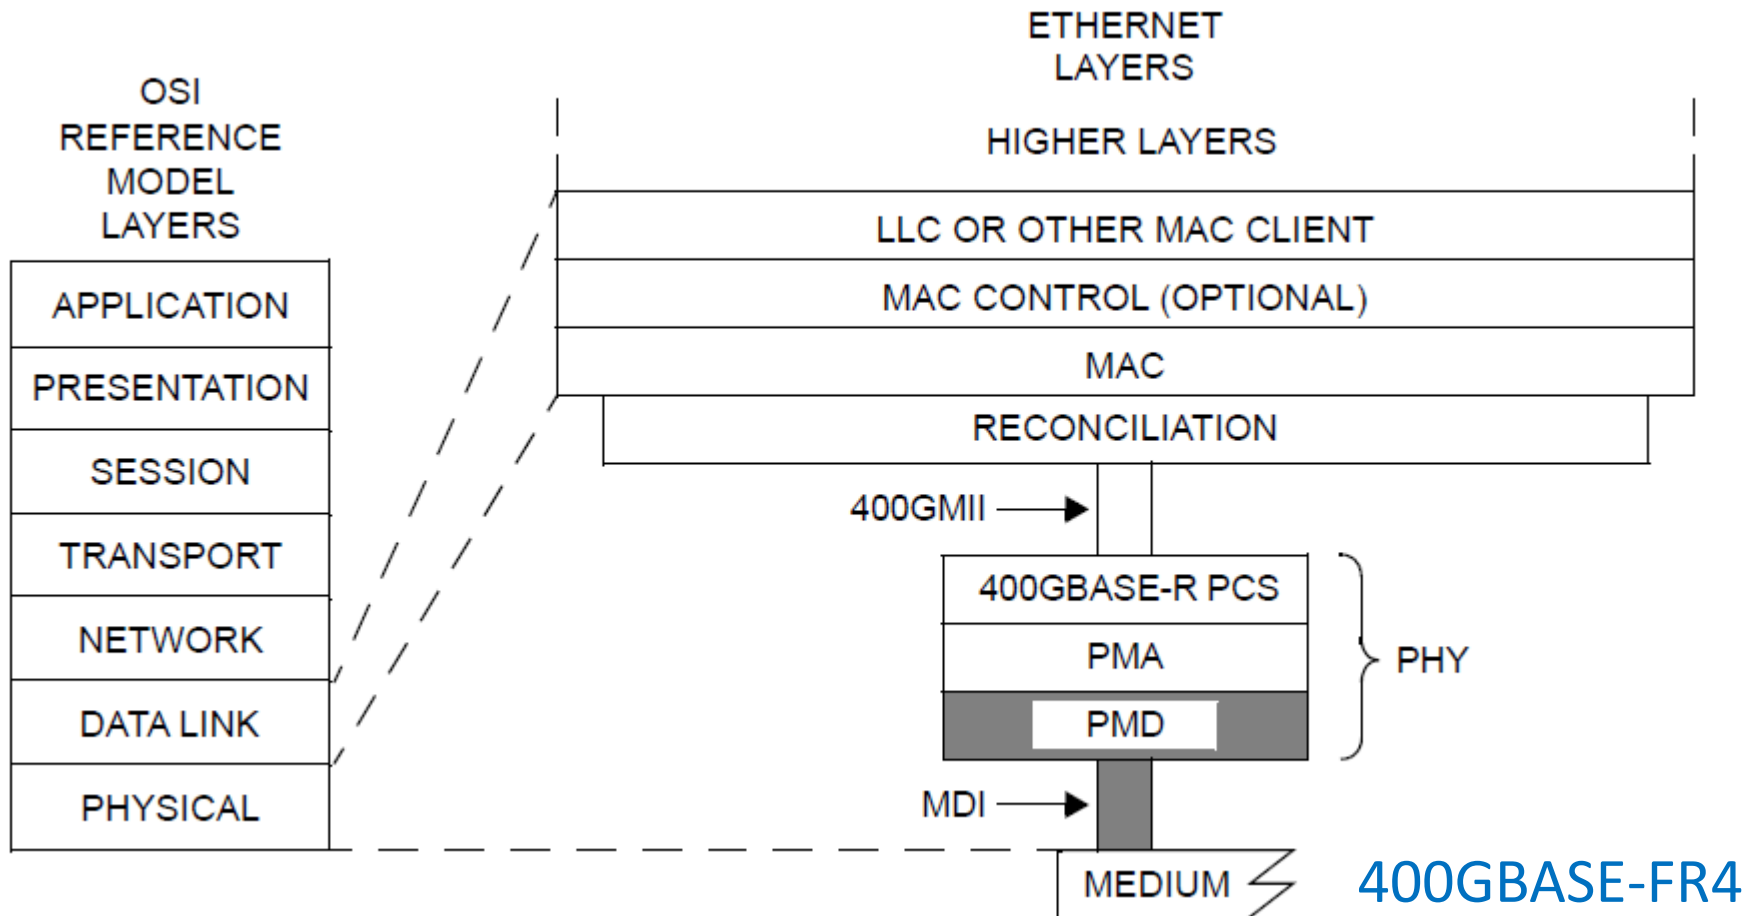 OSI
REFERENCE
MODEL
LAYERS
APPLICATION
PRESENTATION
SESSION
TRANSPORT
NETWORK
DATA LINK
PHYSICAL
ETHERNET
LAYERS
HIGHER LAYERS
LLC OR OTHER MAC CLIENT
MAC CONTROL (OPTIONAL)
MAC
RECONCILIATION
400GMII
400GBASE-R PCS
PMA
PMD
PHY
MDI
MEDIUM
400GBASE-FR4